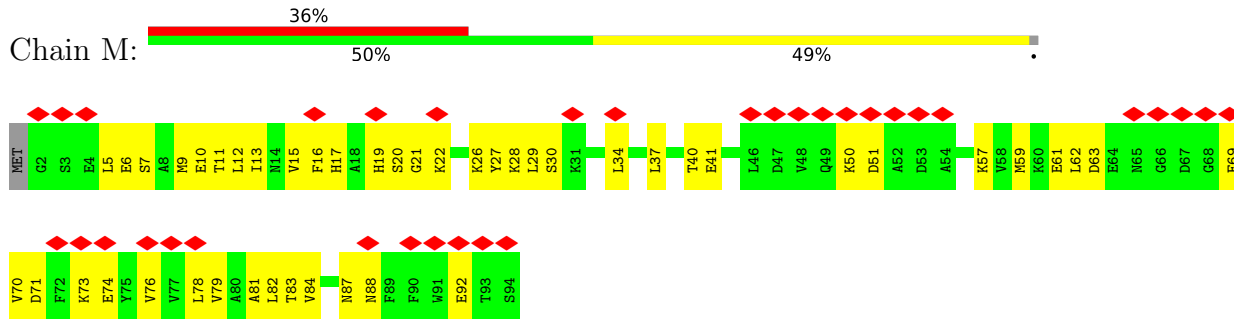 36%
Chain M:
50% 49% .
MET G2 S3 E4 L5 E6 S7 A8 M9 E10 T11 L12 I13 N14 V15 F16 H17 A18 H19 S20 G21 K22 K26 Y27 K28 L29 S30 K31 L34 L37 T40 E41 L46 D47 V48 Q49 K50 D51 A52 D53 A54 K57 V58 M59 K60 E61 L62 D63 E64 N65 G66 D67 G68 E69
V70 D71 F72 K73 E74 Y75 V76 V77 L78 V79 A80 A81 L82 T83 V84 N87 N88 F89 F90 W91 E92 T93 S94